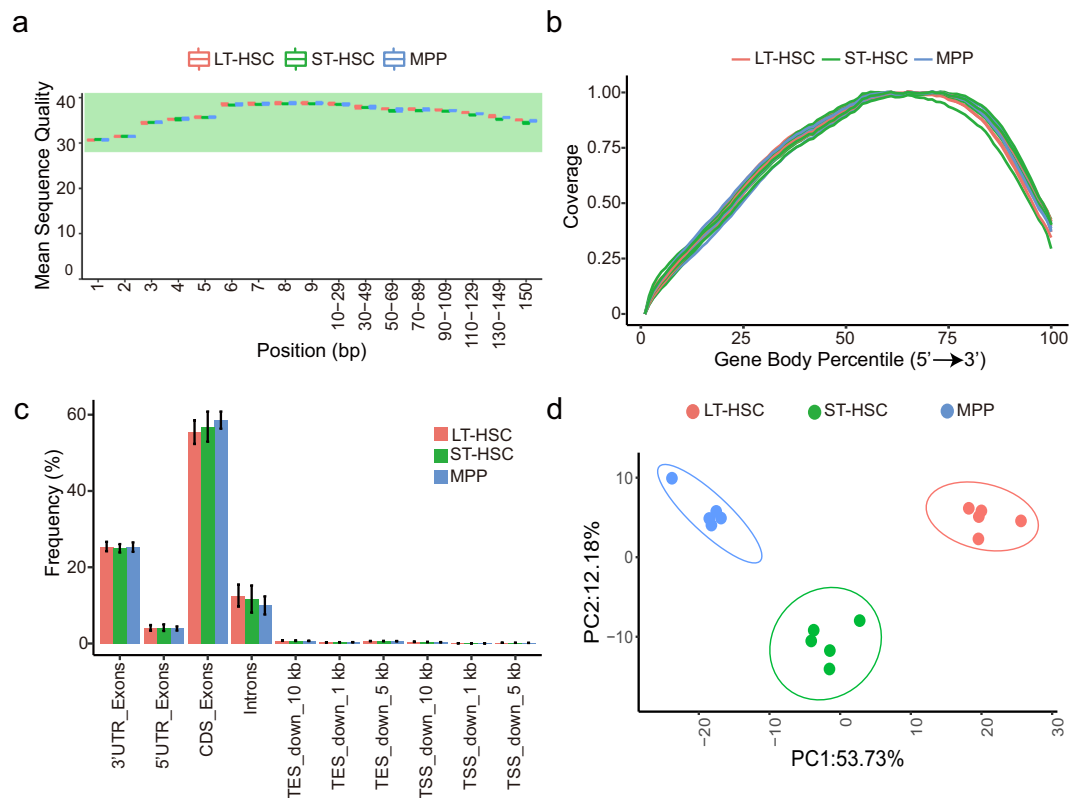 a
LT-HSC ST-HSC MPP
Mean Sequence Quality
40
30
20
10
0
1 2 3 4 5 6 7 8 9 10−29 30−49 50−69 70−89 90−109 110−129 130−149 150
Position (bp)
b
LT-HSC ST-HSC MPP
Coverage
1.00
0.75
0.50
0.25
0
0 25 50 75 100
Gene Body Percentile (5’→3’)
c
LT-HSC
ST-HSC
MPP
Frequency (%)
60
40
20
0
3'UTR_Exons
5'UTR_Exons
CDS_Exons
Introns
TES_down_10 kb
TES_down_1 kb
TES_down_5 kb
TSS_down_10 kb
TSS_down_1 kb
TSS_down_5 kb
d
LT-HSC ST-HSC MPP
PC2:12.18%
10
0
−10
−20 −10 0 10 20 30
PC1:53.73%